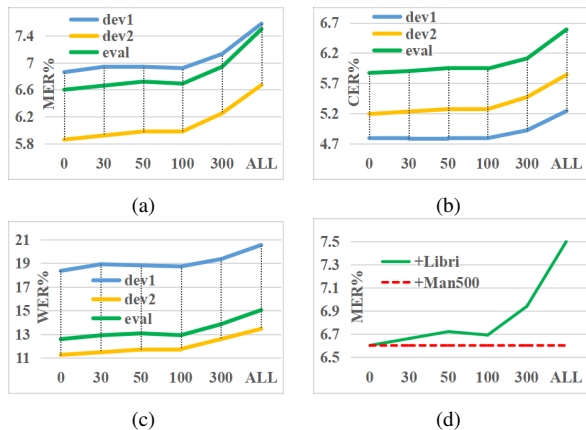 MER%
7.4
7
6.6
6.2
5.8
dev1
dev2
eval
0 30 50 100 300 ALL
(a)
CER%
6.7
6.2
5.7
5.2
4.7
dev1
dev2
eval
0 30 50 100 300 ALL
(b)
WER%
21
19
17
15
13
11
dev1
dev2
eval
0 30 50 100 300 ALL
(c)
MER%
7.5
7.3
7.1
6.9
6.7
6.5
+Libri
+Man500
0 30 50 100 300 ALL
(d)